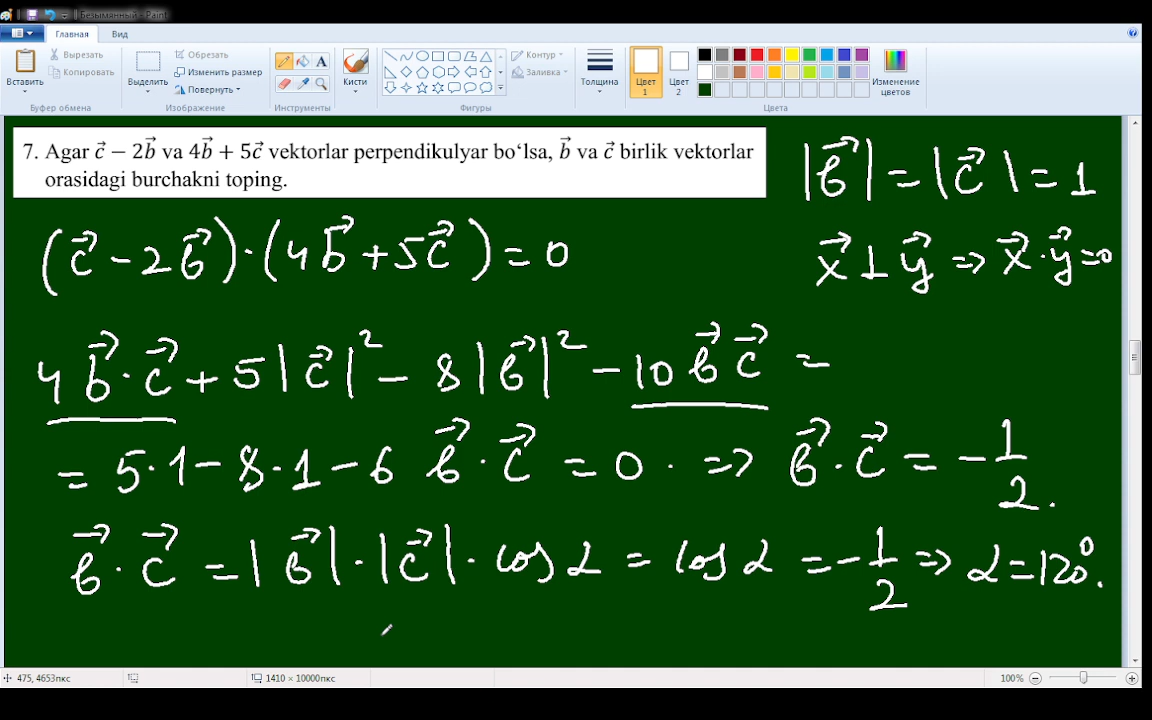 Безымянный - Paint
Главная Вид
Вставить
Вырезать
Копировать
Буфер обмена
Выделить
Обрезать
Изменить размер
Повернуть
Изображение
A
Инструменты
Кисти
Контур
Заливка
Фигуры
Толщина
Цвет 1
Цвет 2
Цвета
Изменение цветов
7. Agar c⃗ − 2b⃗ va 4b⃗ + 5c⃗ vektorlar perpendikulyar bo‘lsa, b⃗ va c⃗ birlik vektorlar
orasidagi burchakni toping.
|b⃗| = |c⃗| = 1
(c⃗ − 2b⃗) · (4b⃗ + 5c⃗) = 0
x⃗ ⊥ y⃗ => x⃗ · y⃗ = 0
4b⃗ · c⃗ + 5|c⃗|² − 8|b⃗|² − 10b⃗c⃗ =
= 5·1 − 8·1 − 6 b⃗ · c⃗ = 0 . => b⃗ · c⃗ = −1/2.
b⃗ · c⃗ = |b⃗| · |c⃗| · cos α = cos α = −1/2 => α = 120⁰.
475, 4653пкс
1410 × 10000пкс
100%